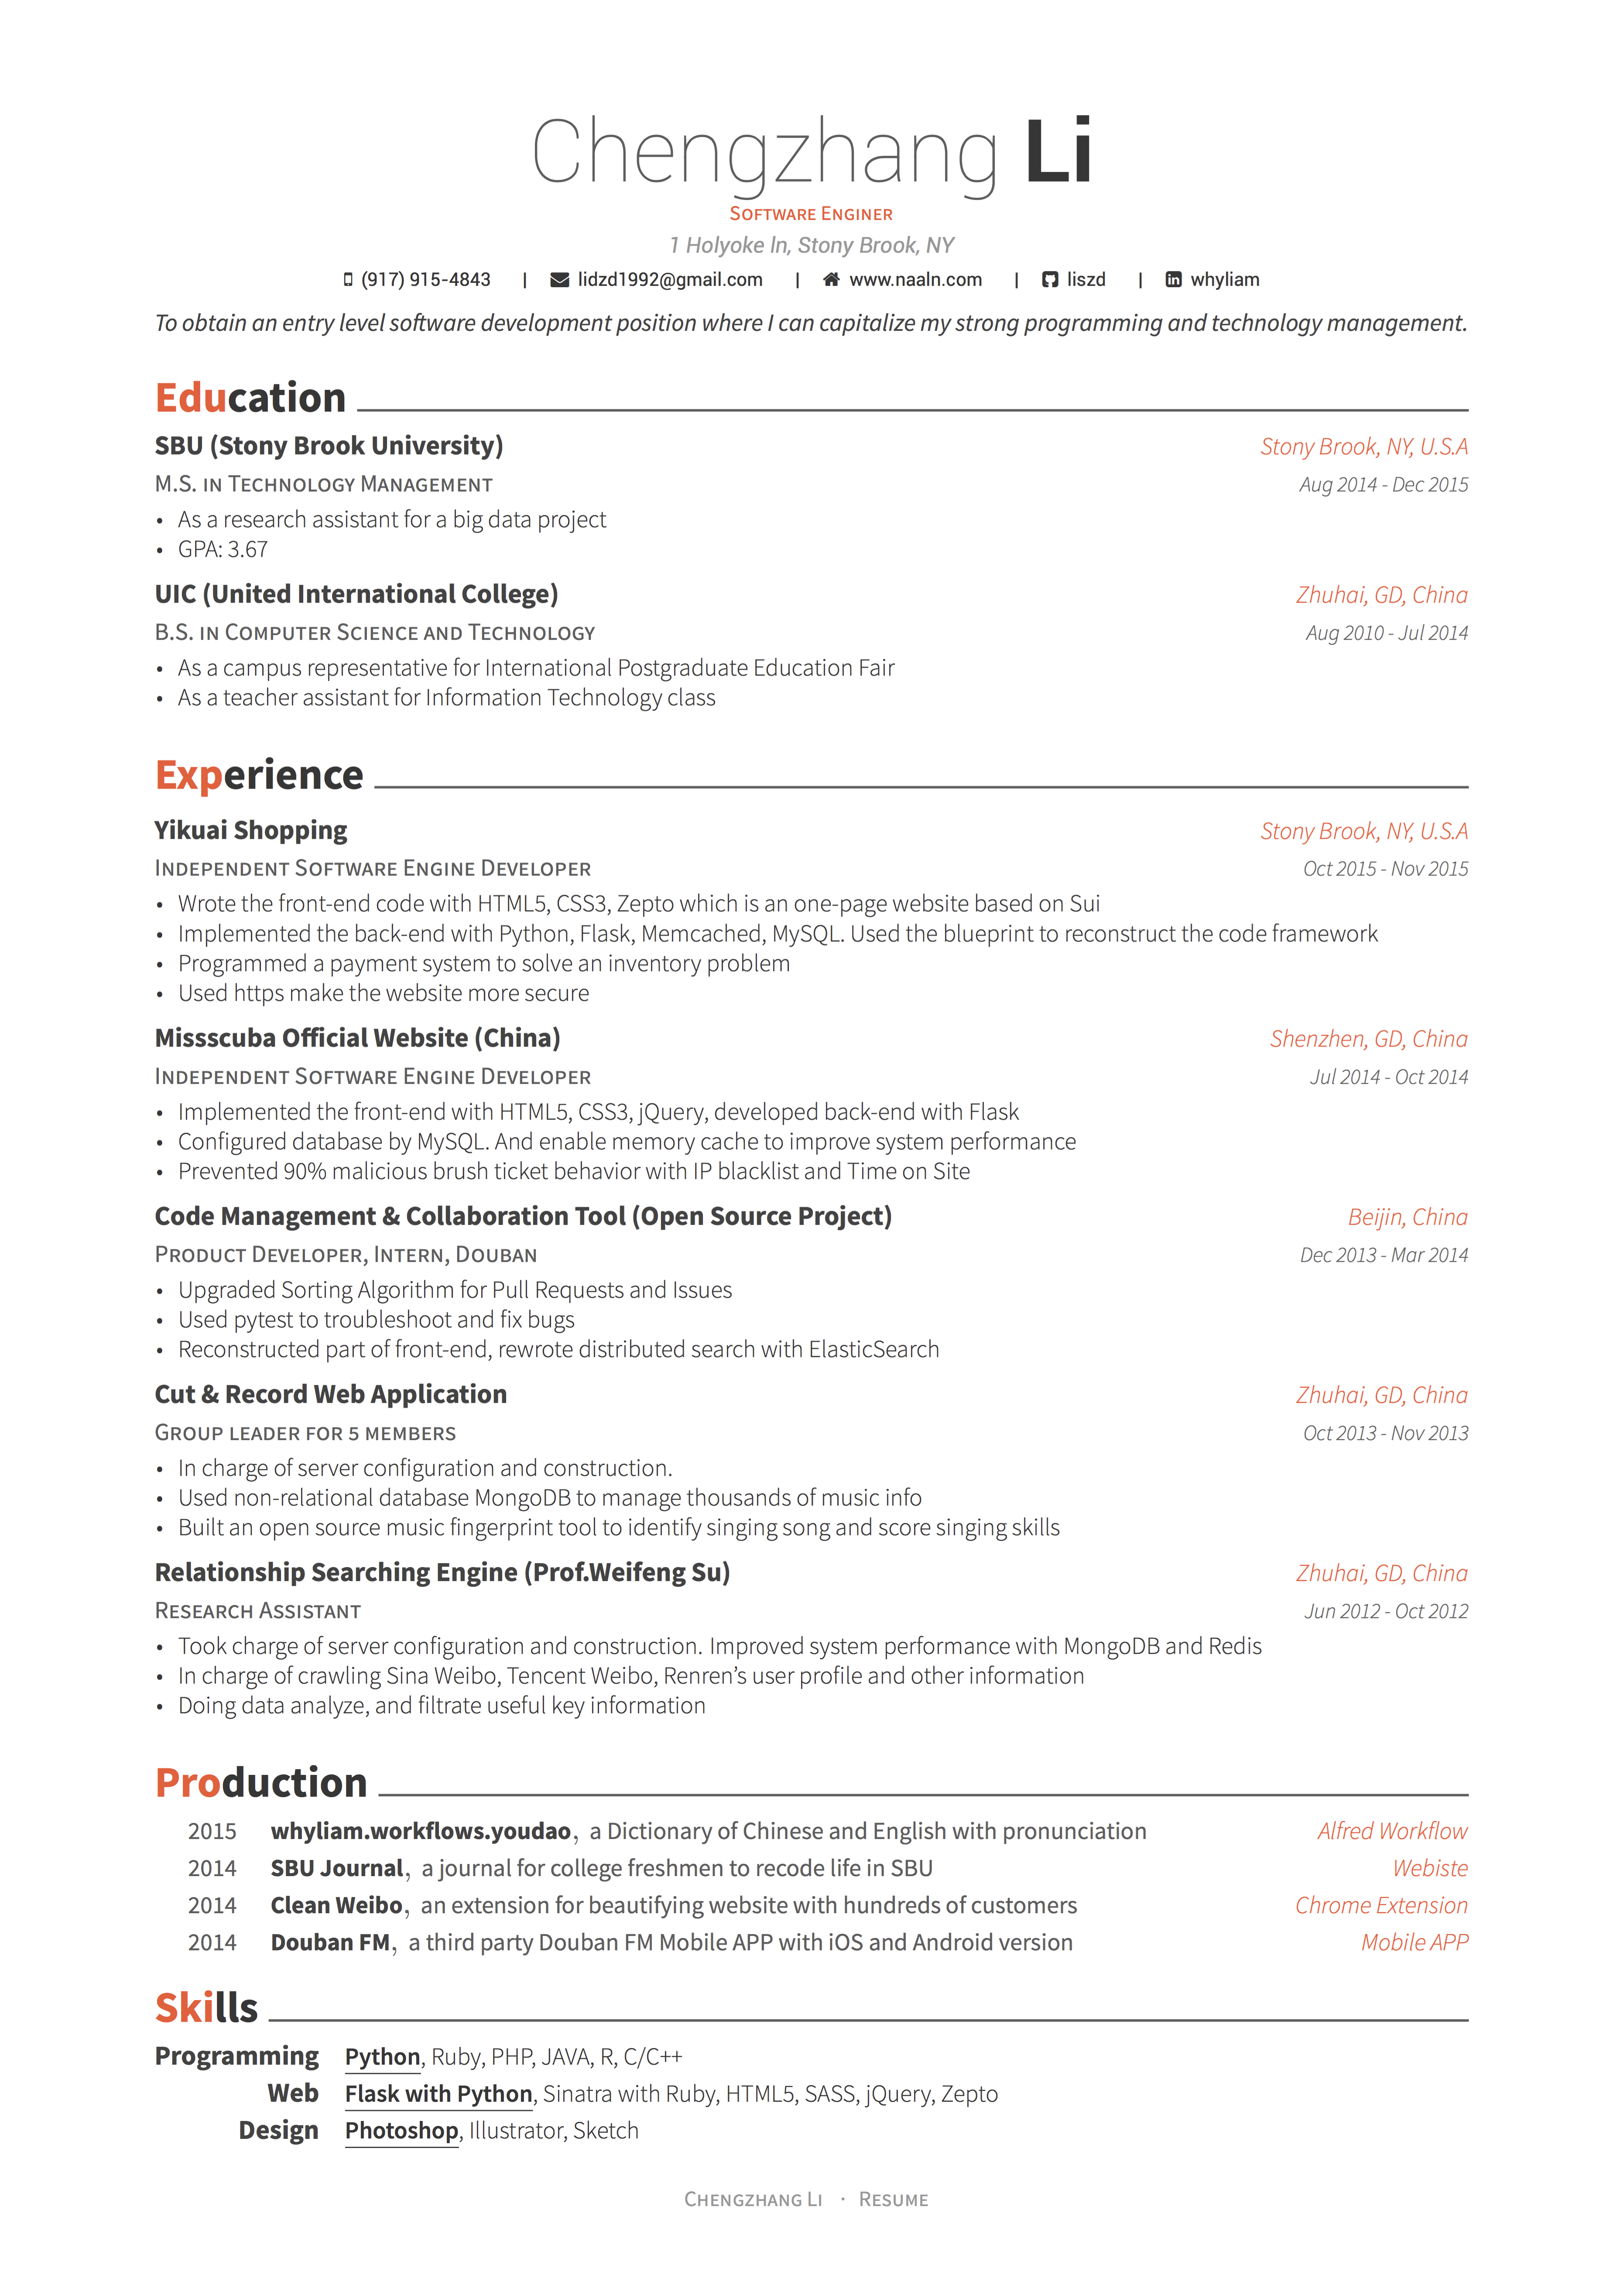 Chengzhang Li
Software Enginer
1 Holyoke ln, Stony Brook, NY
(917) 915-4843 | lidzd1992@gmail.com | www.naaln.com | liszd | whyliam
To obtain an entry level software development position where I can capitalize my strong programming and technology management.
Education
SBU (Stony Brook University) Stony Brook, NY, U.S.A
M.S. in Technology Management Aug 2014 - Dec 2015
• As a research assistant for a big data project
• GPA: 3.67
UIC (United International College) Zhuhai, GD, China
B.S. in Computer Science and Technology Aug 2010 - Jul 2014
• As a campus representative for International Postgraduate Education Fair
• As a teacher assistant for Information Technology class
Experience
Yikuai Shopping Stony Brook, NY, U.S.A
Independent Software Engine Developer Oct 2015 - Nov 2015
• Wrote the front-end code with HTML5, CSS3, Zepto which is an one-page website based on Sui
• Implemented the back-end with Python, Flask, Memcached, MySQL. Used the blueprint to reconstruct the code framework
• Programmed a payment system to solve an inventory problem
• Used https make the website more secure
Missscuba Official Website (China) Shenzhen, GD, China
Independent Software Engine Developer Jul 2014 - Oct 2014
• Implemented the front-end with HTML5, CSS3, jQuery, developed back-end with Flask
• Configured database by MySQL. And enable memory cache to improve system performance
• Prevented 90% malicious brush ticket behavior with IP blacklist and Time on Site
Code Management & Collaboration Tool (Open Source Project) Beijin, China
Product Developer, Intern, Douban Dec 2013 - Mar 2014
• Upgraded Sorting Algorithm for Pull Requests and Issues
• Used pytest to troubleshoot and fix bugs
• Reconstructed part of front-end, rewrote distributed search with ElasticSearch
Cut & Record Web Application Zhuhai, GD, China
Group leader for 5 members Oct 2013 - Nov 2013
• In charge of server configuration and construction.
• Used non-relational database MongoDB to manage thousands of music info
• Built an open source music fingerprint tool to identify singing song and score singing skills
Relationship Searching Engine (Prof.Weifeng Su) Zhuhai, GD, China
Research Assistant Jun 2012 - Oct 2012
• Took charge of server configuration and construction. Improved system performance with MongoDB and Redis
• In charge of crawling Sina Weibo, Tencent Weibo, Renren’s user profile and other information
• Doing data analyze, and filtrate useful key information
Production
2015 whyliam.workflows.youdao, a Dictionary of Chinese and English with pronunciation Alfred Workflow
2014 SBU Journal, a journal for college freshmen to recode life in SBU Webiste
2014 Clean Weibo, an extension for beautifying website with hundreds of customers Chrome Extension
2014 Douban FM, a third party Douban FM Mobile APP with iOS and Android version Mobile APP
Skills
Programming Python, Ruby, PHP, JAVA, R, C/C++
Web Flask with Python, Sinatra with Ruby, HTML5, SASS, jQuery, Zepto
Design Photoshop, Illustrator, Sketch
Chengzhang Li · Resume